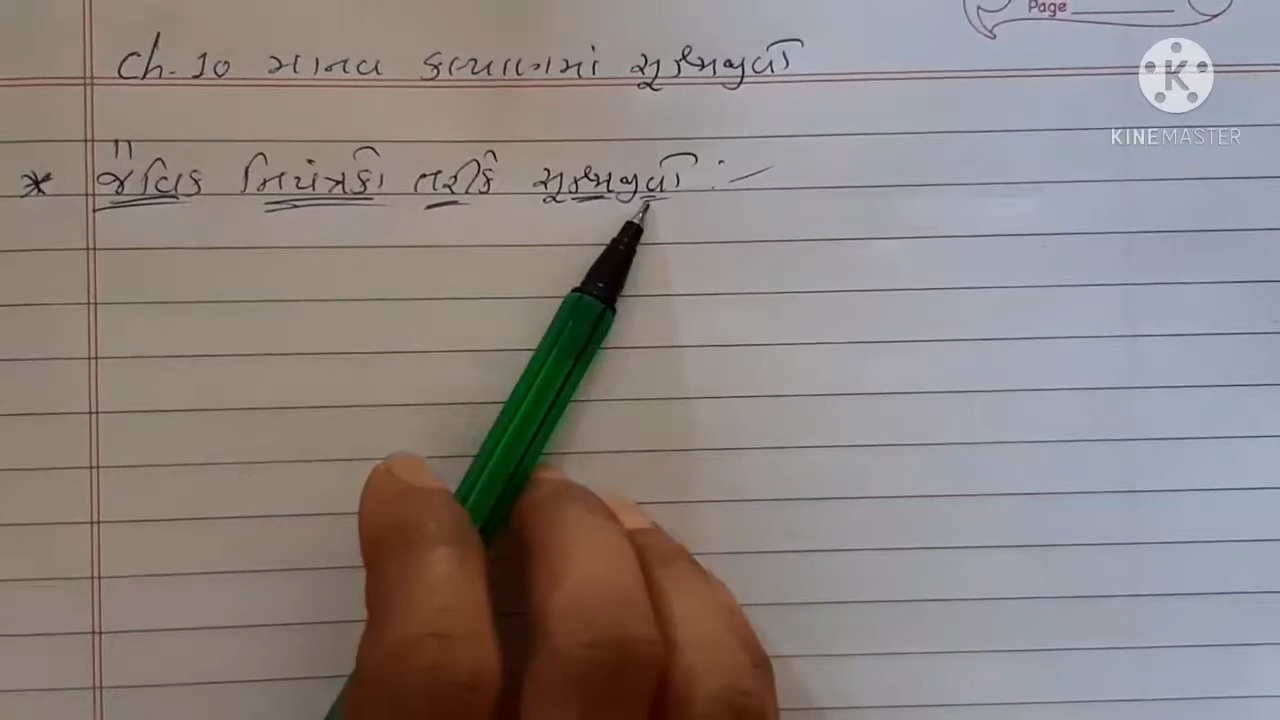 Page
Ch. 10 માનવ કલ્યાણમાં સૂક્ષ્મજીવો
KINEMASTER
* જૈવિક નિયંત્રકો તરીકે સૂક્ષ્મજીવો :-